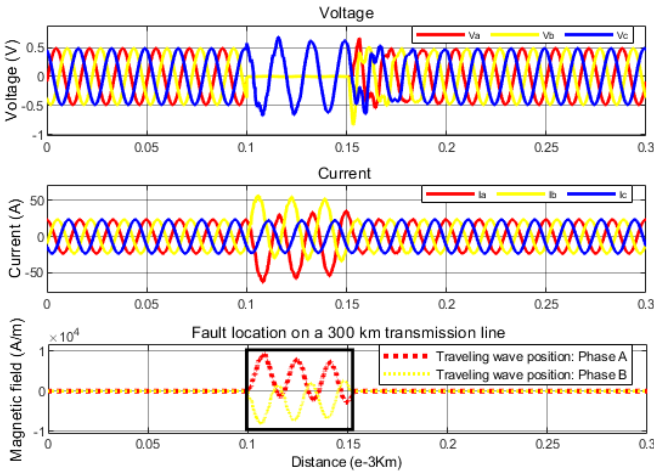 Voltage
Voltage (V)
0.5
0
-0.5
-1
Va Vb Vc
0 0.05 0.1 0.15 0.2 0.25 0.3
Current
Current (A)
50
0
-50
Ia Ib Ic
0 0.05 0.1 0.15 0.2 0.25 0.3
Fault location on a 300 km transmission line
×10⁴
Magnetic field (A/m)
1
0
-1
Traveling wave position: Phase A
Traveling wave position: Phase B
0 0.05 0.1 0.15 0.2 0.25 0.3
Distance (e-3Km)